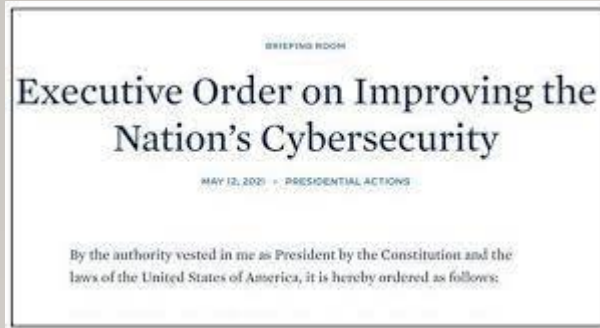 BRIEFING ROOM
Executive Order on Improving the
Nation’s Cybersecurity
MAY 12, 2021 • PRESIDENTIAL ACTIONS
By the authority vested in me as President by the Constitution and the
laws of the United States of America, it is hereby ordered as follows: